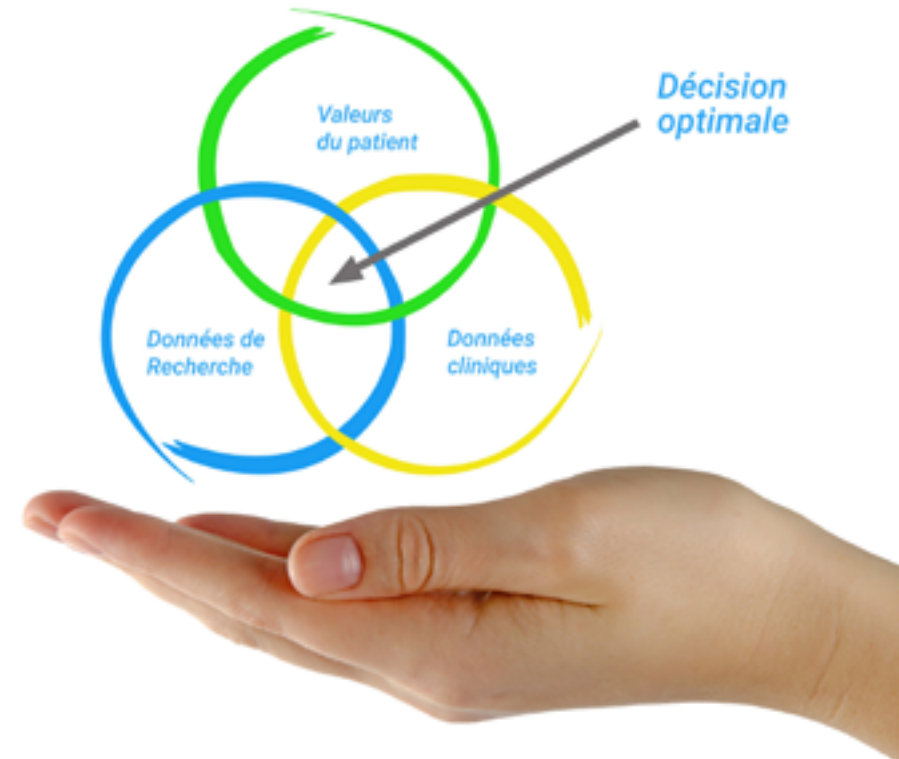 Valeurs
du patient
Décision
optimale
Données de
Recherche
Données
cliniques